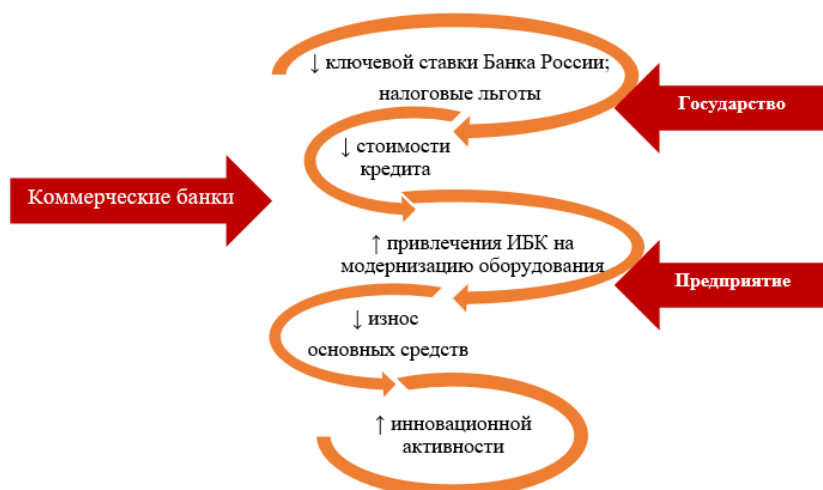 ↓ ключевой ставки Банка России;
налоговые льготы
Государство
↓ стоимости
кредита
Коммерческие банки
↑ привлечения ИБК на
модернизацию оборудования
Предприятие
↓ износ
основных средств
↑ инновационной
активности